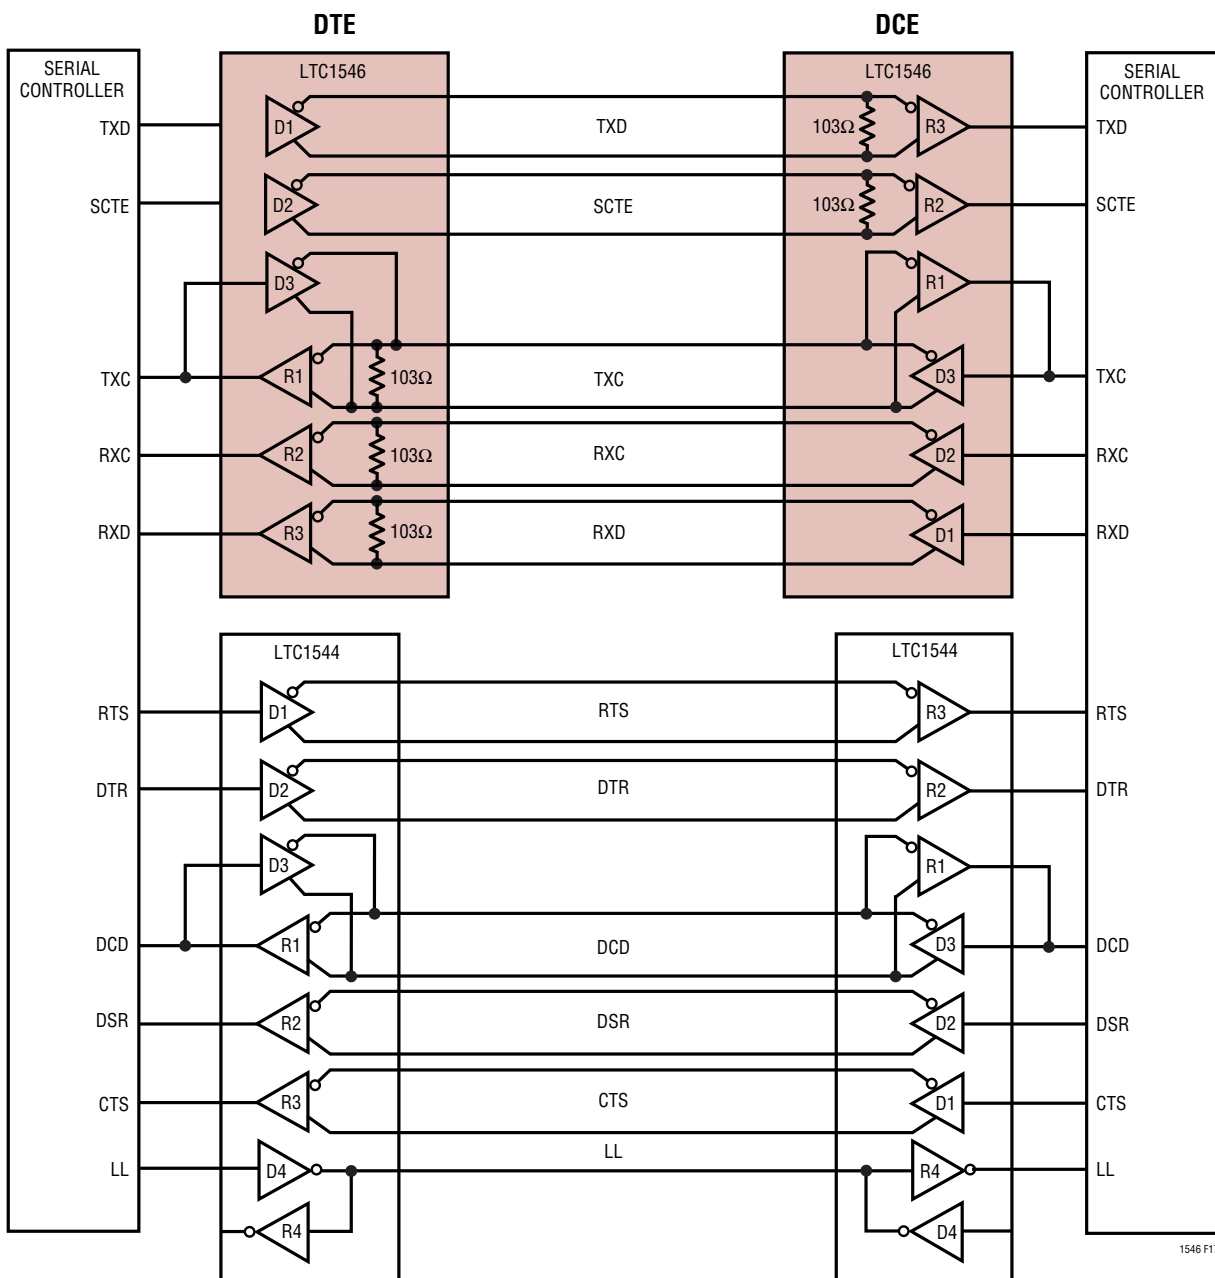 DTE
DCE
SERIAL
CONTROLLER
LTC1546
LTC1546
SERIAL
CONTROLLER
TXD
D1
TXD
103Ω
R3
TXD
SCTE
D2
SCTE
103Ω
R2
SCTE
D3
R1
TXC
R1
103Ω
TXC
D3
TXC
RXC
R2
103Ω
RXC
D2
RXC
RXD
R3
103Ω
RXD
D1
RXD
LTC1544
LTC1544
RTS
D1
RTS
R3
RTS
DTR
D2
DTR
R2
DTR
D3
R1
DCD
R1
DCD
D3
DCD
DSR
R2
DSR
D2
DSR
CTS
R3
CTS
D1
CTS
LL
D4
LL
R4
LL
R4
D4